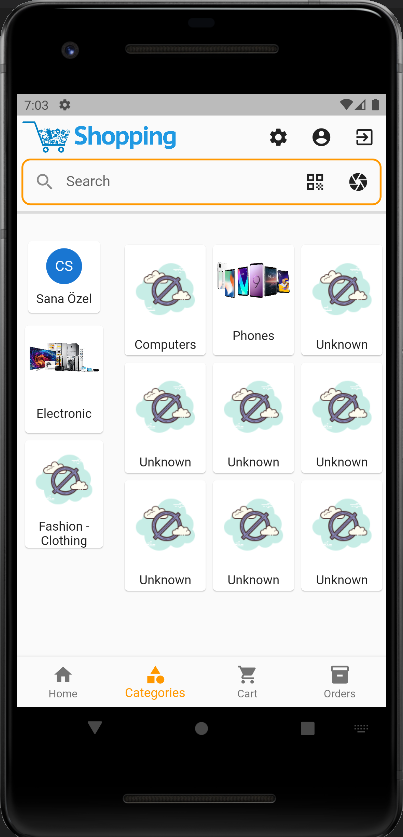 7:03
Shopping
Search
CS
Sana Özel
Electronic
Fashion -
Clothing
Computers
Phones
Unknown
Unknown
Unknown
Unknown
Unknown
Unknown
Unknown
Home
Categories
Cart
Orders